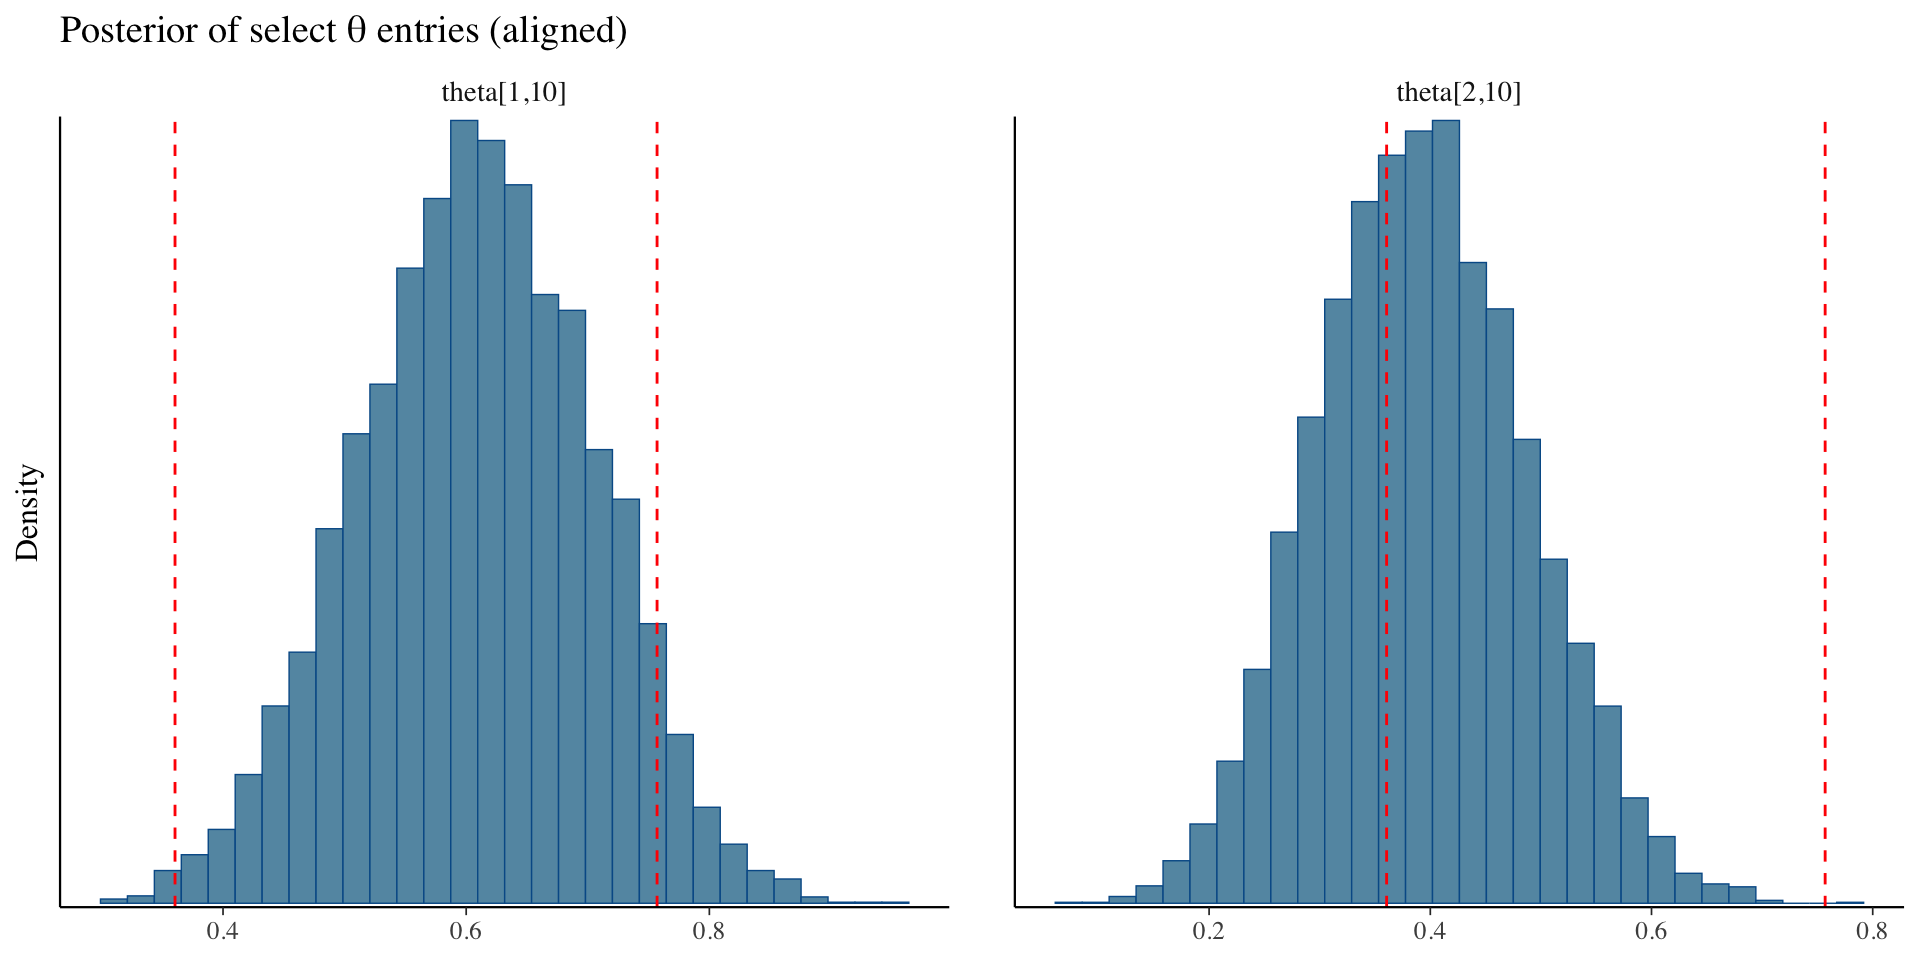 Posterior of select θ entries (aligned)
theta[1,10]
theta[2,10]
Density
0.4
0.6
0.8
0.2
0.4
0.6
0.8